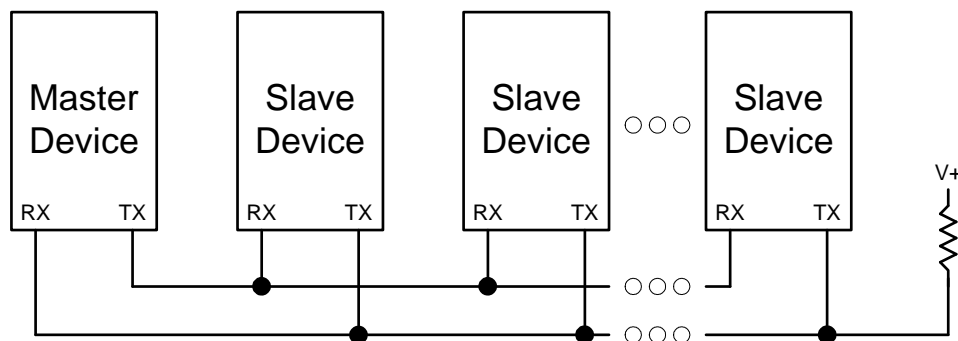 Master
Device
Slave
Device
Slave
Device
Slave
Device
RX TX
RX TX
RX TX
RX TX
V+